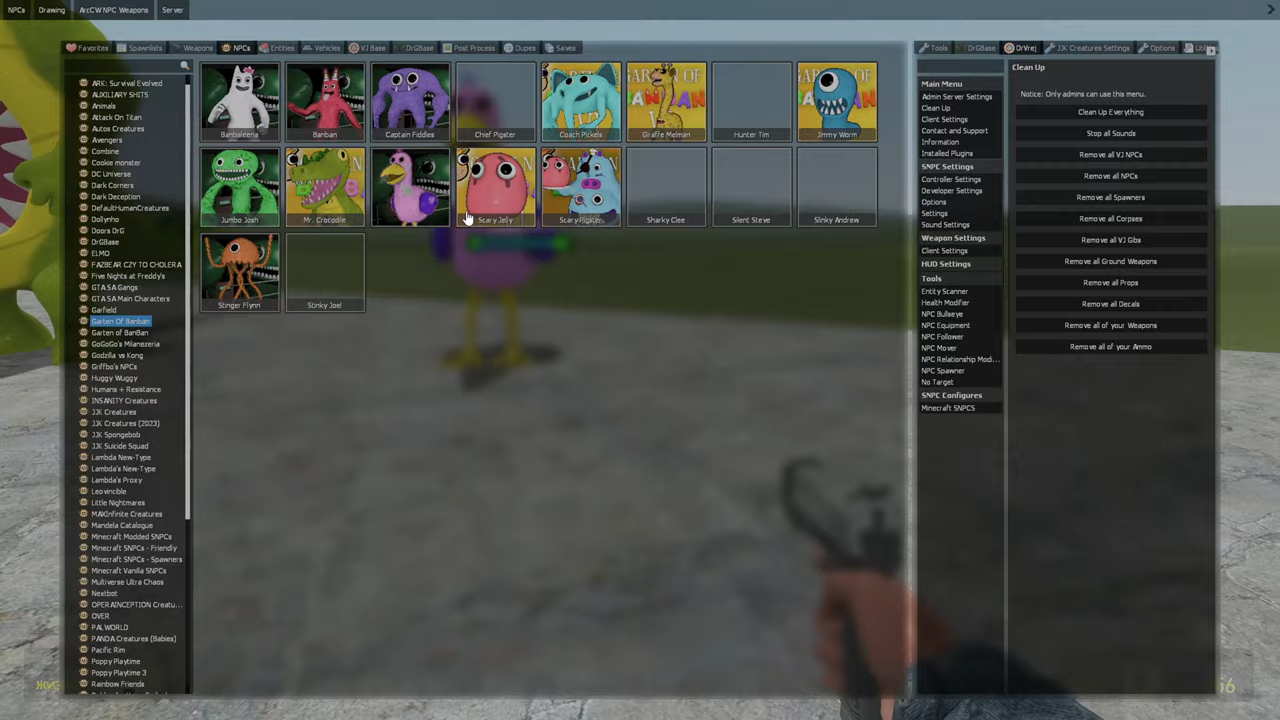 NPCs Drawing ArcCW NPC Weapons Server
Favorites Spawnlists Weapons NPCs Entities Vehicles VJ Base DrGBase Post Process Dupes Saves
Tools DrGBase DrVrej JJK Creatures Settings Options
ARK: Survival Evolved
AUXILIARY SHITS
Animals
Attack On Titan
Autos Creatures
Avengers
Combine
Cookie monster
DC Universe
Dark Corners
Dark Deception
DefaultHumanCreatures
Dollynho
Doors DrG
DrGBase
ELMO
FAZBEAR CZY TO CHOLERA
Five Nights at Freddy's
GTA SA Gangs
GTA SA Main Characters
Garfield
Garten Of Banban
Garten of BanBan
GoGoGo's Milanezeria
Godzilla vs Kong
Griffbo's NPCs
Huggy Wuggy
Humans + Resistance
INSANITY Creatures
JJK Creatures
JJK Creatures (2023)
JJK Spongebob
JJK Suicide Squad
Lambda New-Type
Lambda's New-Type
Lambda's Proxy
Leovincible
Little Nightmares
MAXInfinite Creatures
Mandela Catalogue
Minecraft Modded SNPCs
Minecraft SNPCs - Friendly
Minecraft SNPCs - Spawners
Minecraft Vanilla SNPCs
Multiverse Ultra Chaos
Nextbot
OPERAINCEPTION Creatu...
OVER
PALWORLD
PANDA Creatures (Babies)
Pacific Rim
Poppy Playtime
Poppy Playtime 3
Rainbow Friends
Banbaleena Banban Captain Fiddles Chief Pigster Coach Pickels Giraffe Melman Hunter Tim Jimmy Worm
Jumbo Josh Mr. Crocodile Scary Jelly Scary Pigster Sharky Clee Silent Steve Slinky Andrew
Stinger Flynn Stinky Joel
Main Menu
Admin Server Settings
Clean Up
Client Settings
Contact and Support
Information
Installed Plugins
SNPC Settings
Controller Settings
Developer Settings
Options
Settings
Sound Settings
Weapon Settings
Client Settings
HUD Settings
Tools
Entity Scanner
Health Modifier
NPC Bullseye
NPC Equipment
NPC Follower
NPC Mover
NPC Relationship Mod...
NPC Spawner
No Target
SNPC Configures
Minecraft SNPCS
Clean Up
Notice: Only admins can use this menu.
Clean Up Everything
Stop all Sounds
Remove all VJ NPCs
Remove all NPCs
Remove all Spawners
Remove all Corpses
Remove all VJ Gibs
Remove all Ground Weapons
Remove all Props
Remove all Decals
Remove all of your Weapons
Remove all of your Ammo